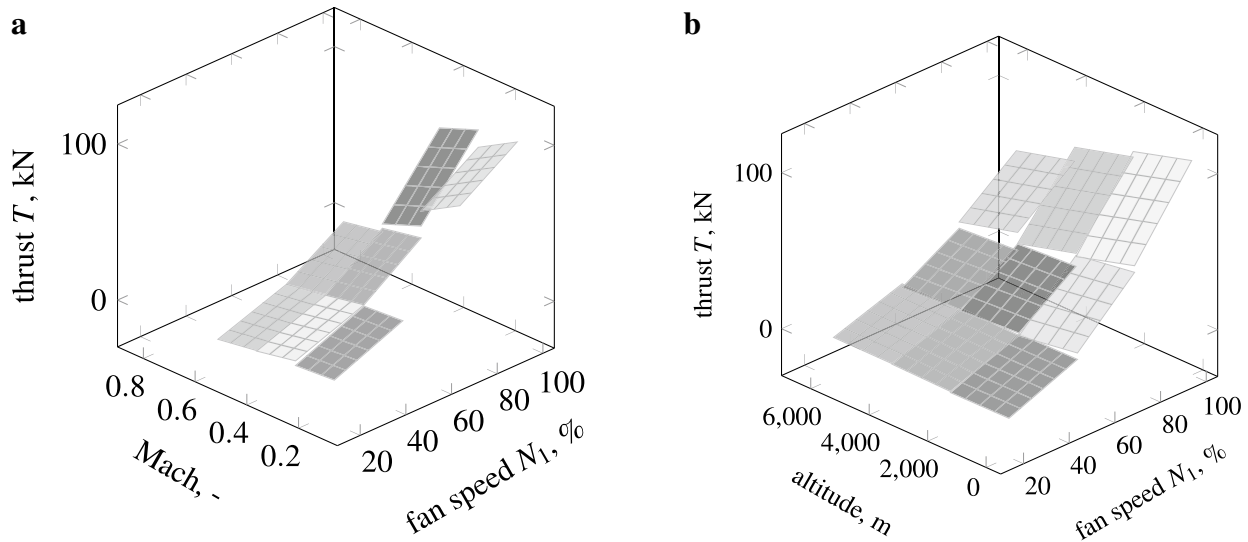 a
100
0
thrust T, kN
0.8
0.6
0.4
0.2
Mach, -
20
40
60
80
100
fan speed N₁, %
b
100
0
thrust T, kN
6,000
4,000
2,000
0
altitude, m
20
40
60
80
100
fan speed N₁, %